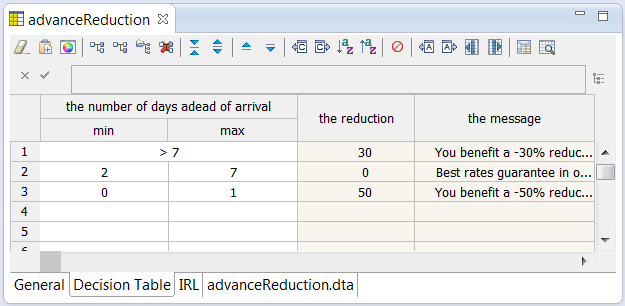 advanceReduction
the number of days adead of arrival
the reduction
the message
min
max
1
> 7
30
You benefit a -30% reduc...
2
2
7
0
Best rates guarantee in o...
3
0
1
50
You benefit a -50% reduc...
4
5
General
Decision Table
IRL
advanceReduction.dta